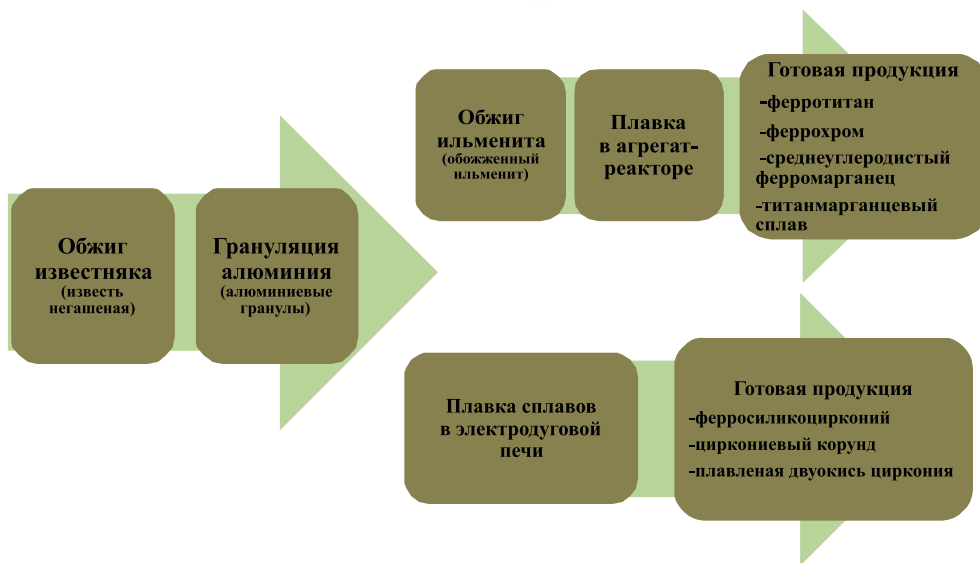 Обжиг
известняка
(известь
негашеная)
Грануляция
алюминия
(алюминиевые
гранулы)
Обжиг
ильменита
(обожженный
ильменит)
Плавка
в агрегат-
реакторе
Готовая продукция
-ферротитан
-феррохром
-среднеуглеродистый
ферромарганец
-титанмарганцевый
сплав
Плавка сплавов
в электродуговой
печи
Готовая продукция
-ферросиликоцирконий
-циркониевый корунд
-плавленая двуокись циркония